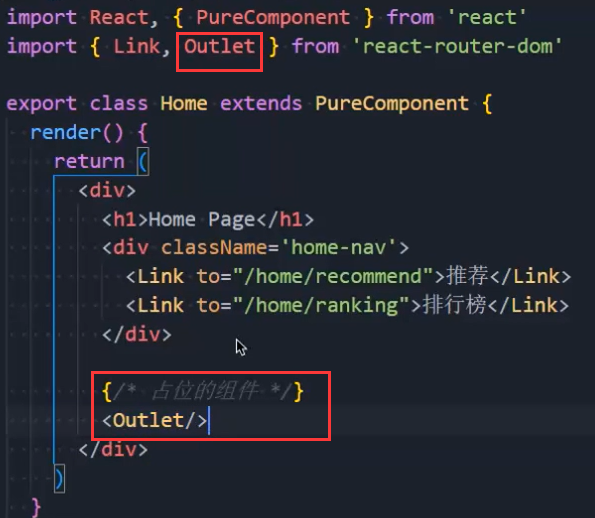 import React, { PureComponent } from 'react'
import { Link, Outlet } from 'react-router-dom'
export class Home extends PureComponent {
render() {
return (
<div>
<h1>Home Page</h1>
<div className='home-nav'>
<Link to="/home/recommend">推荐</Link>
<Link to="/home/ranking">排行榜</Link>
</div>
{/* 占位的组件 */}
<Outlet/>
</div>
)
}